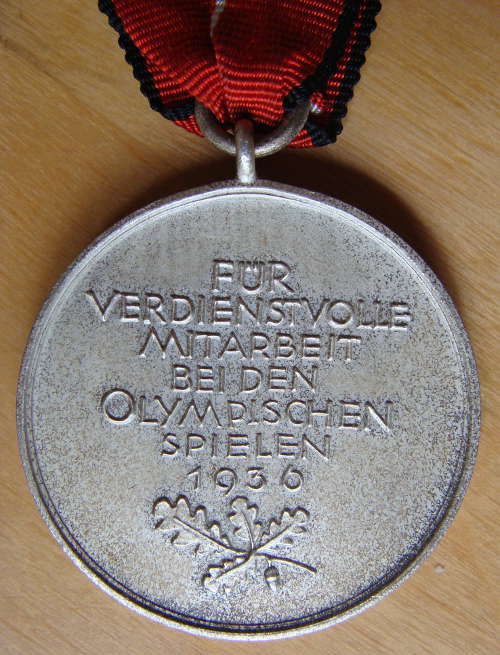 FÜR
VERDIENSTVOLLE
MITARBEIT
BEI DEN
OLYMPISCHEN
SPIELEN
1936